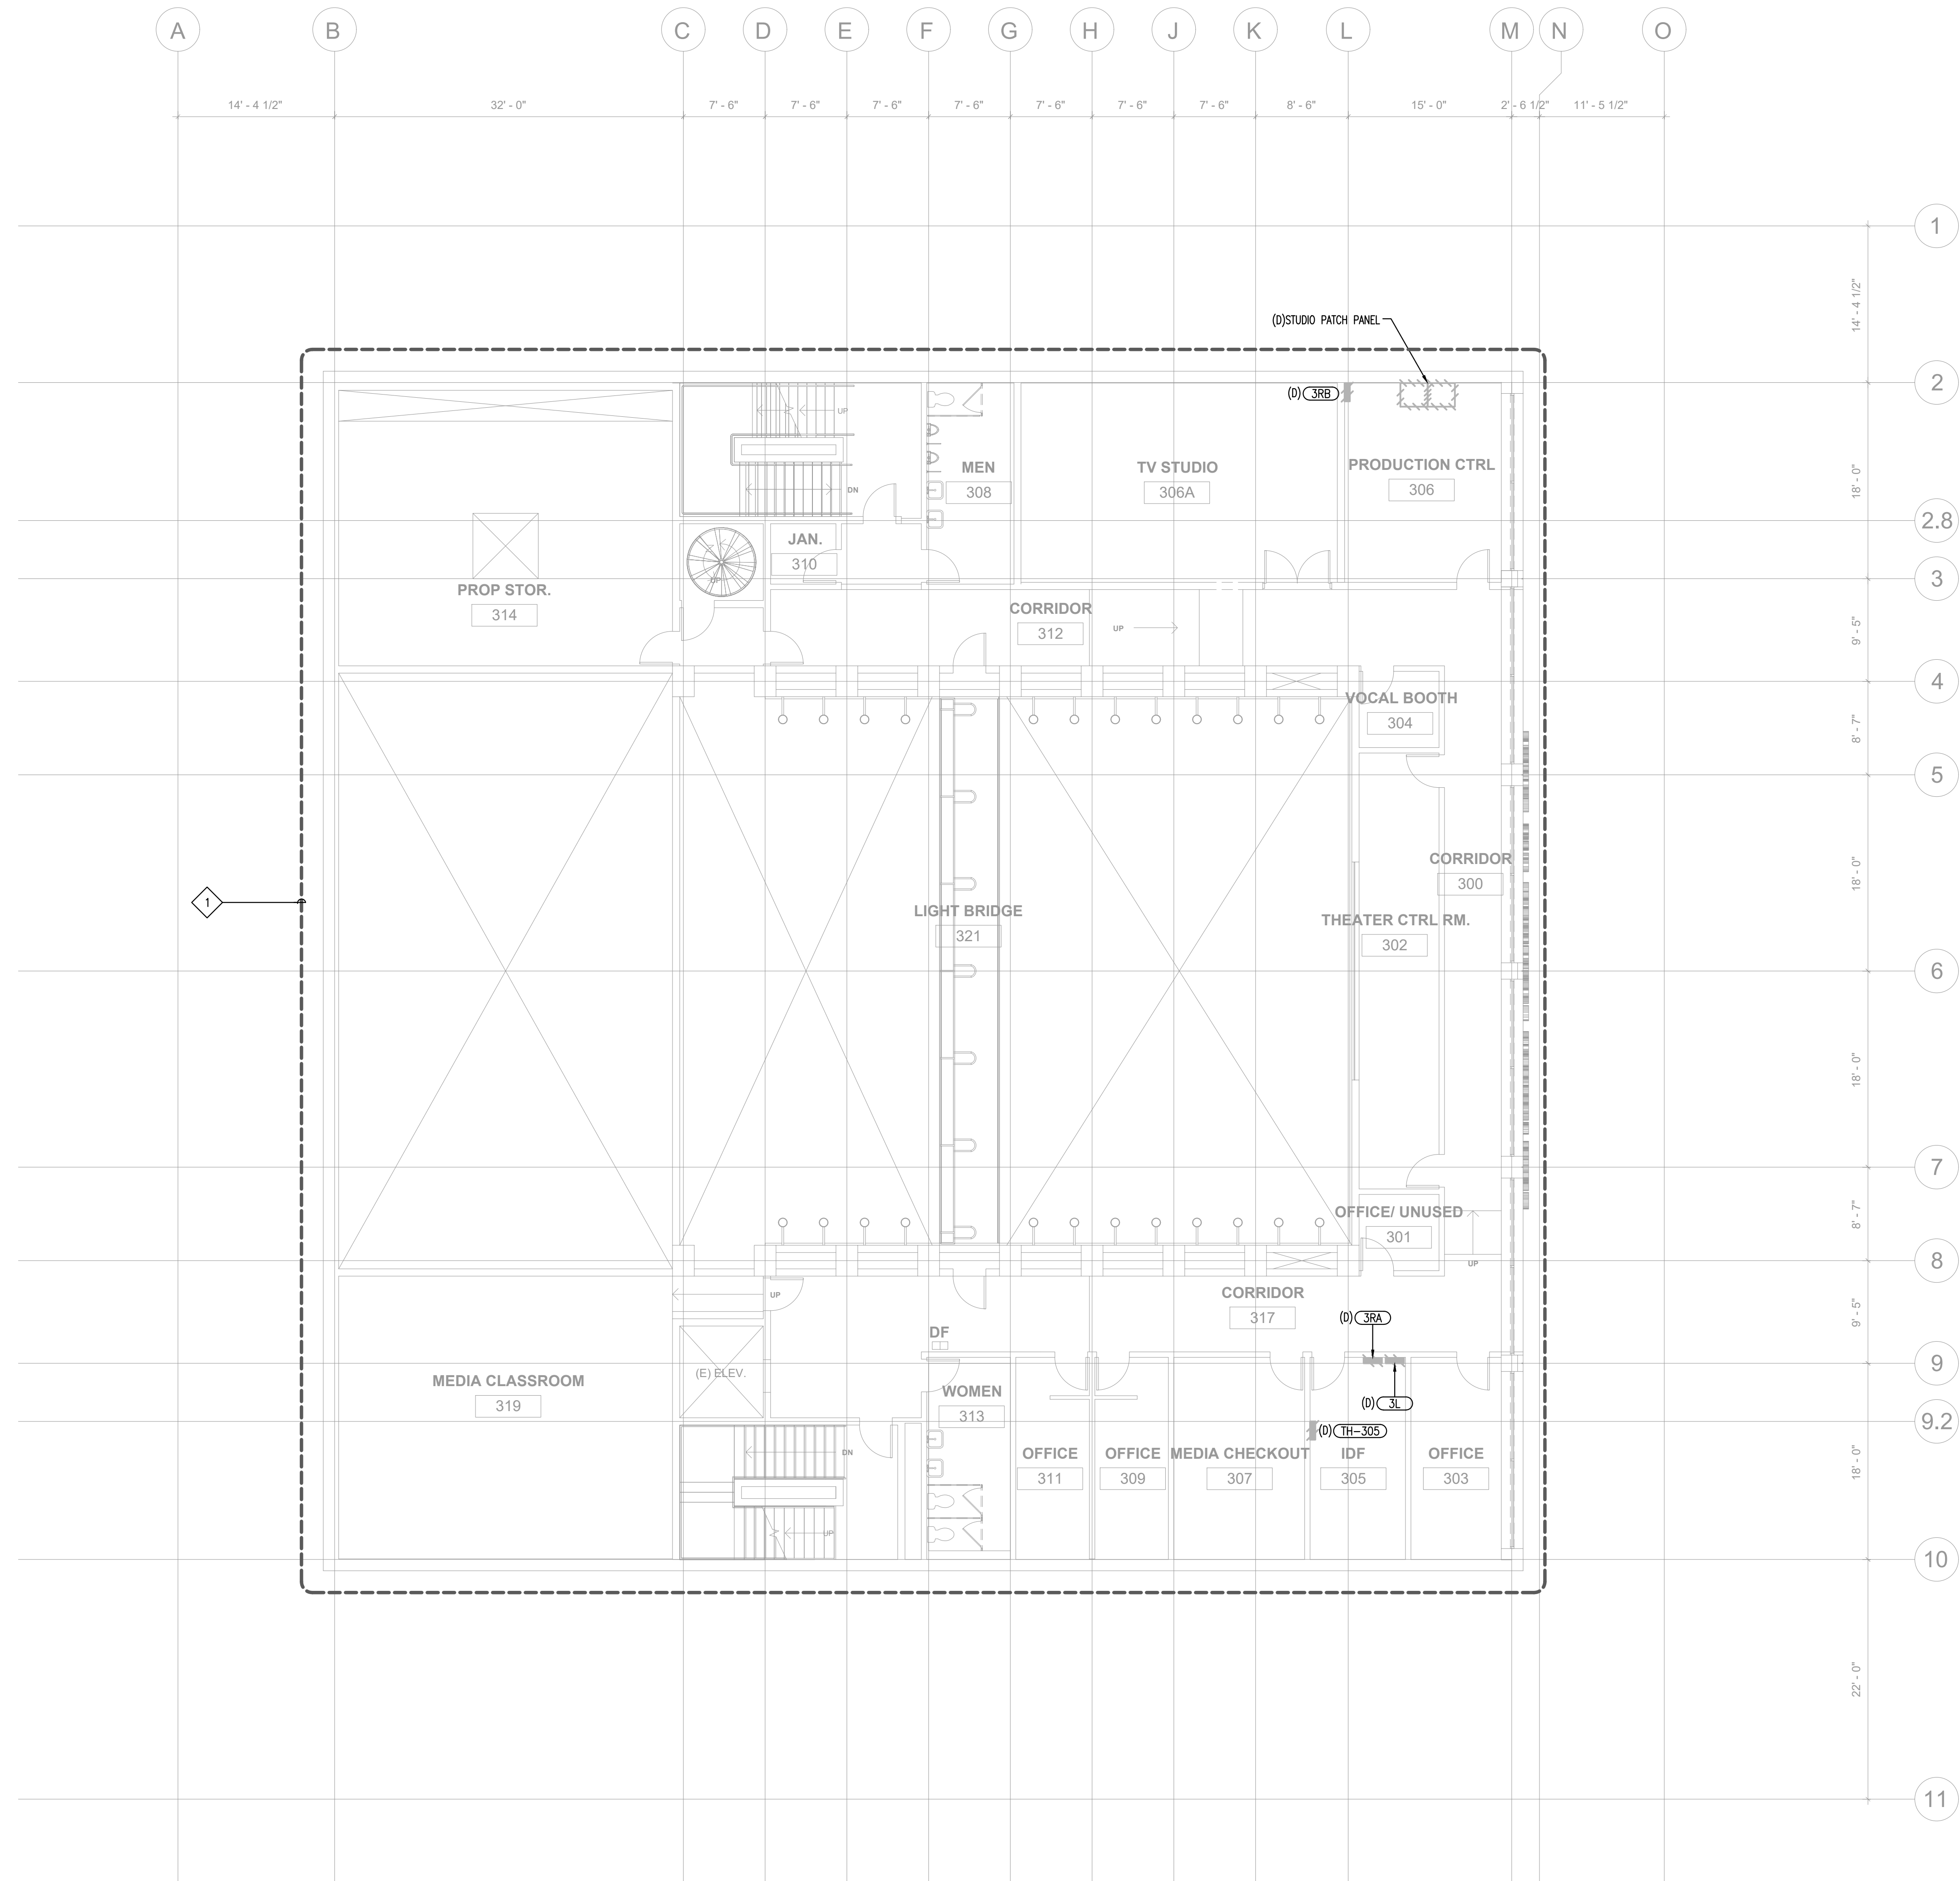 A B C D E F G H J K L M N O
14' - 4 1/2" 32' - 0" 7' - 6" 7' - 6" 7' - 6" 7' - 6" 7' - 6" 7' - 6" 7' - 6" 8' - 6" 15' - 0" 2' - 6 1/2" 11' - 5 1/2"
1
14' - 4 1/2"
(D)STUDIO PATCH PANEL
2
(D) 3RB
UP
MEN
308
TV STUDIO
306A
PRODUCTION CTRL
306
18' - 0"
DN
2.8
JAN.
310
UP
3
PROP STOR.
314
CORRIDOR
312
UP
9' - 5"
4
VOCAL BOOTH
304
8' - 7"
5
CORRIDOR
300
18' - 0"
1
LIGHT BRIDGE
321
THEATER CTRL RM.
302
6
18' - 0"
7
OFFICE/ UNUSED
301
8' - 7"
UP
8
UP
CORRIDOR
317
9' - 5"
(D) 3RA
DF
9
(E) ELEV.
MEDIA CLASSROOM
319
WOMEN
313
(D) 3L
9.2
(D) TH-305
DN
OFFICE
311
OFFICE
309
MEDIA CHECKOUT
307
IDF
305
OFFICE
303
18' - 0"
UP
10
22' - 0"
11